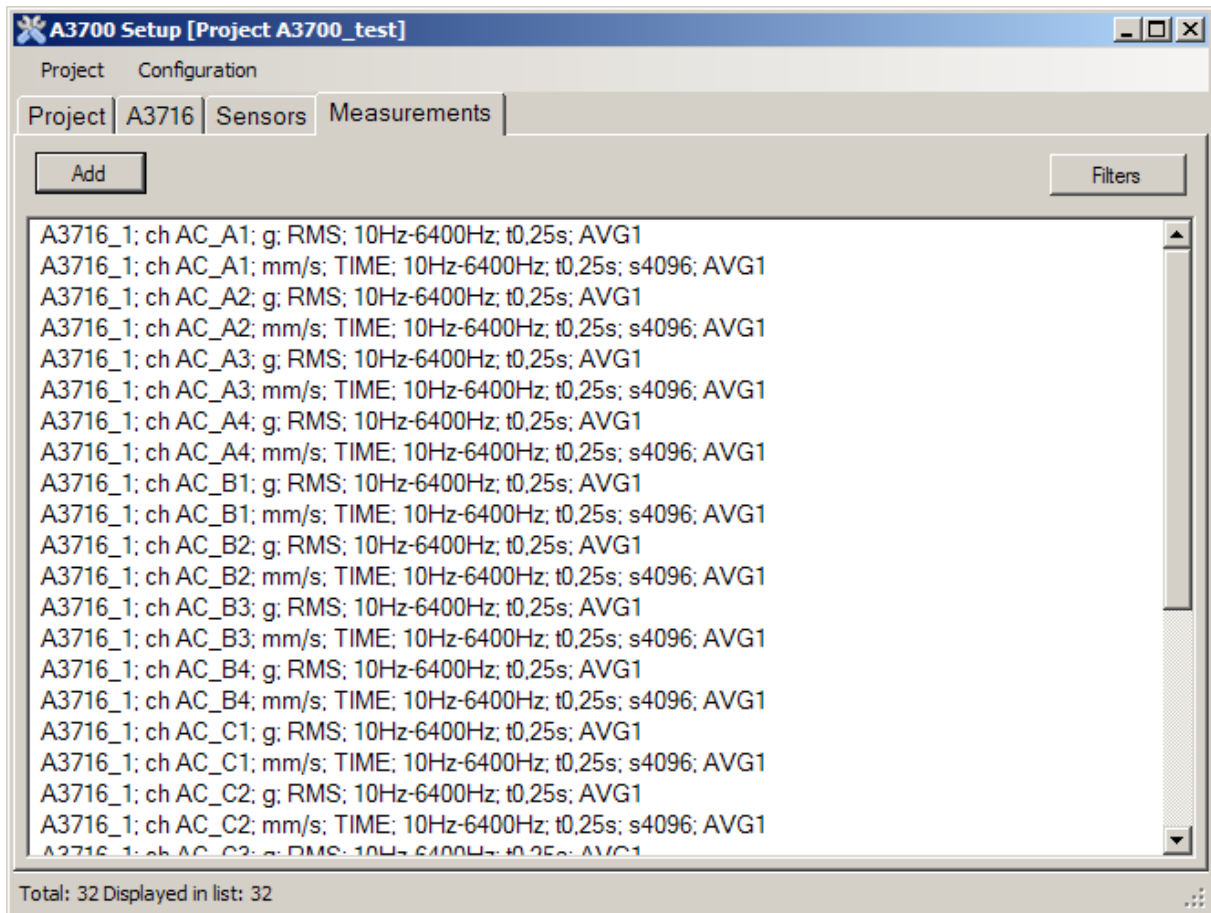 A3700 Setup [Project A3700_test]
Project Configuration
Project A3716 Sensors Measurements
Add Filters
A3716_1; ch AC_A1; g; RMS; 10Hz-6400Hz; t0,25s; AVG1
A3716_1; ch AC_A1; mm/s; TIME; 10Hz-6400Hz; t0,25s; s4096; AVG1
A3716_1; ch AC_A2; g; RMS; 10Hz-6400Hz; t0,25s; AVG1
A3716_1; ch AC_A2; mm/s; TIME; 10Hz-6400Hz; t0,25s; s4096; AVG1
A3716_1; ch AC_A3; g; RMS; 10Hz-6400Hz; t0,25s; AVG1
A3716_1; ch AC_A3; mm/s; TIME; 10Hz-6400Hz; t0,25s; s4096; AVG1
A3716_1; ch AC_A4; g; RMS; 10Hz-6400Hz; t0,25s; AVG1
A3716_1; ch AC_A4; mm/s; TIME; 10Hz-6400Hz; t0,25s; s4096; AVG1
A3716_1; ch AC_B1; g; RMS; 10Hz-6400Hz; t0,25s; AVG1
A3716_1; ch AC_B1; mm/s; TIME; 10Hz-6400Hz; t0,25s; s4096; AVG1
A3716_1; ch AC_B2; g; RMS; 10Hz-6400Hz; t0,25s; AVG1
A3716_1; ch AC_B2; mm/s; TIME; 10Hz-6400Hz; t0,25s; s4096; AVG1
A3716_1; ch AC_B3; g; RMS; 10Hz-6400Hz; t0,25s; AVG1
A3716_1; ch AC_B3; mm/s; TIME; 10Hz-6400Hz; t0,25s; s4096; AVG1
A3716_1; ch AC_B4; g; RMS; 10Hz-6400Hz; t0,25s; AVG1
A3716_1; ch AC_B4; mm/s; TIME; 10Hz-6400Hz; t0,25s; s4096; AVG1
A3716_1; ch AC_C1; g; RMS; 10Hz-6400Hz; t0,25s; AVG1
A3716_1; ch AC_C1; mm/s; TIME; 10Hz-6400Hz; t0,25s; s4096; AVG1
A3716_1; ch AC_C2; g; RMS; 10Hz-6400Hz; t0,25s; AVG1
A3716_1; ch AC_C2; mm/s; TIME; 10Hz-6400Hz; t0,25s; s4096; AVG1
A3716_1; ch AC_C3; g; RMS; 10Hz-6400Hz; t0,25s; AVG1
Total: 32 Displayed in list: 32